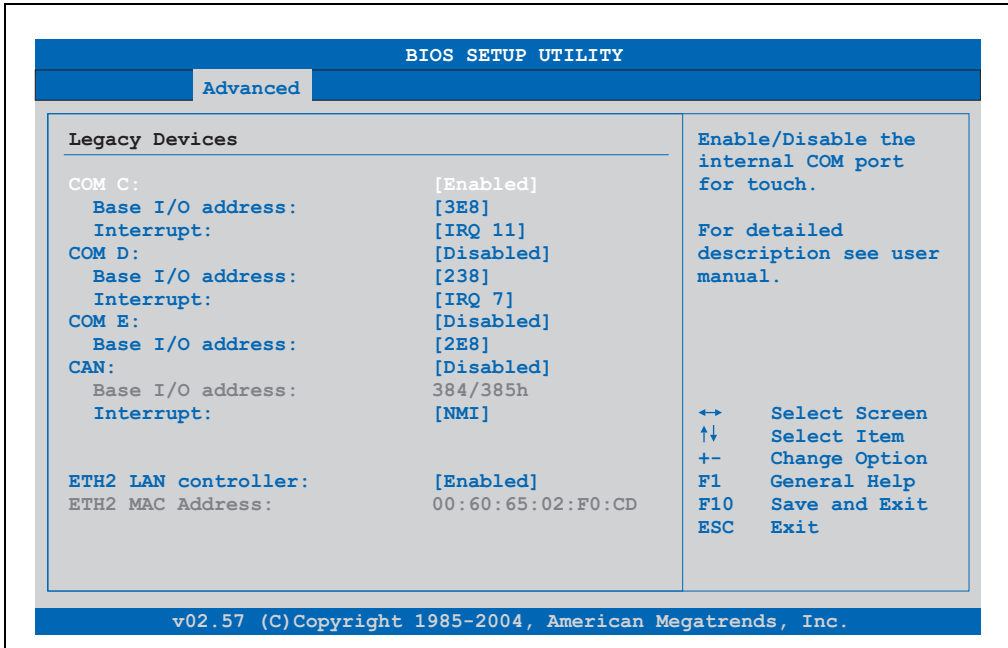 BIOS SETUP UTILITY
Advanced
Legacy Devices
COM C: [Enabled]
Base I/O address: [3E8]
Interrupt: [IRQ 11]
COM D: [Disabled]
Base I/O address: [238]
Interrupt: [IRQ 7]
COM E: [Disabled]
Base I/O address: [2E8]
CAN: [Disabled]
Base I/O address: 384/385h
Interrupt: [NMI]
ETH2 LAN controller: [Enabled]
ETH2 MAC Address: 00:60:65:02:F0:CD
Enable/Disable the
internal COM port
for touch.
For detailed
description see user
manual.
↔ Select Screen
↑↓ Select Item
+- Change Option
F1 General Help
F10 Save and Exit
ESC Exit
v02.57 (C)Copyright 1985-2004, American Megatrends, Inc.